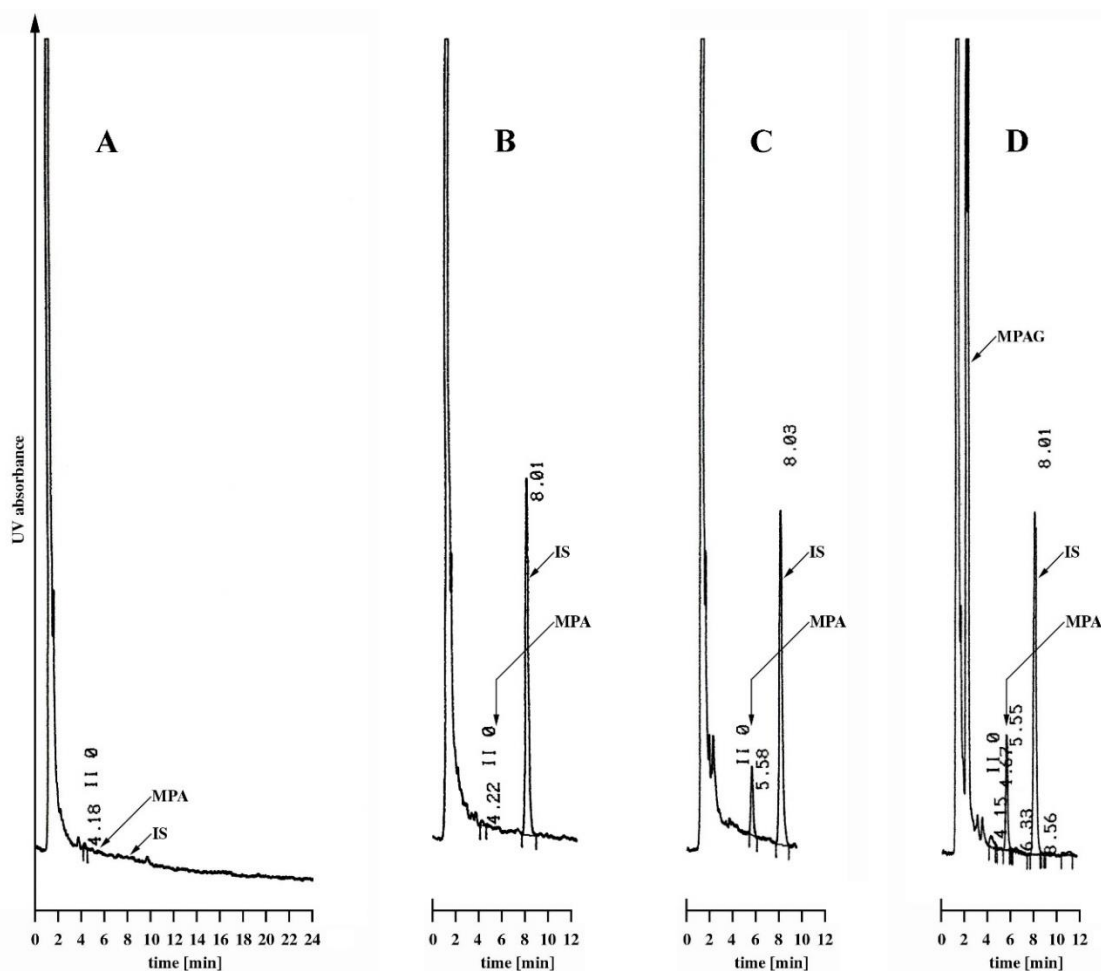 UV absorbance
A
4.18 II 0
MPA
IS
0 2 4 6 8 10 12 14 16 18 20 22 24
time [min]
B
8.01
IS
MPA
4.22 II 0
0 2 4 6 8 10 12
time [min]
C
8.03
IS
MPA
II 0
5.58
0 2 4 6 8 10 12
time [min]
D
MPAG
8.01
IS
MPA
5.55
II 0
4.15
6.33
8.56
0 2 4 6 8 10 12
time [min]